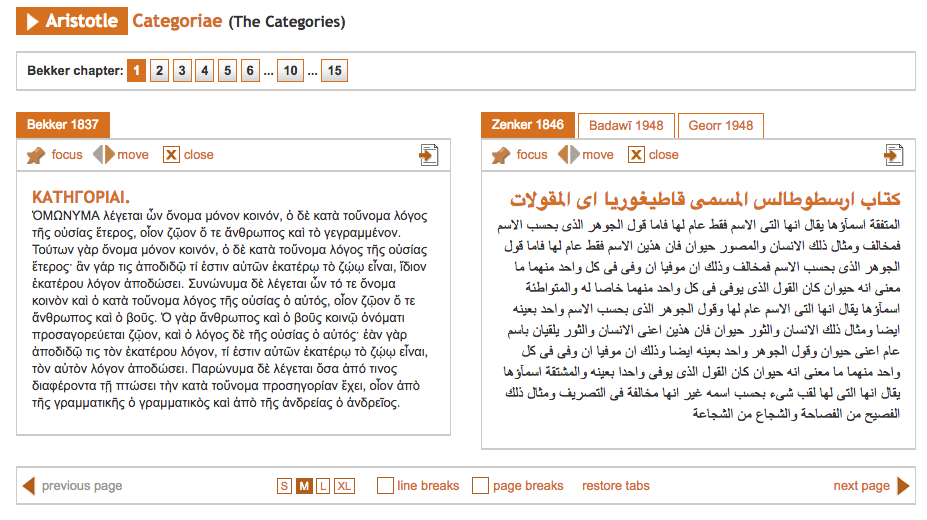 Aristotle Categoriae (The Categories)
Bekker chapter: 1 2 3 4 5 6 ... 10 ... 15
Bekker 1837
focus move X close
ΚΑΤΗΓΟΡΙΑΙ.
ὉΜΩΝΥΜΑ λέγεται ὧν ὄνομα μόνον κοινόν, ὁ δὲ κατὰ τοὔνομα λόγος
τῆς οὐσίας ἕτερος, οἷον ζῷον ὅ τε ἄνθρωπος καὶ τὸ γεγραμμένον.
Τούτων γὰρ ὄνομα μόνον κοινόν, ὁ δὲ κατὰ τοὔνομα λόγος τῆς οὐσίας
ἕτερος· ἂν γάρ τις ἀποδιδῷ τί ἐστιν αὐτῶν ἑκατέρῳ τὸ ζῴῳ εἶναι, ἴδιον
ἑκατέρου λόγον ἀποδώσει. Συνώνυμα δὲ λέγεται ὧν τό τε ὄνομα
κοινὸν καὶ ὁ κατὰ τοὔνομα λόγος τῆς οὐσίας ὁ αὐτός, οἷον ζῷον ὅ τε
ἄνθρωπος καὶ ὁ βοῦς. Ὁ γὰρ ἄνθρωπος καὶ ὁ βοῦς κοινῷ ὀνόματι
προσαγορεύεται ζῷον, καὶ ὁ λόγος δὲ τῆς οὐσίας ὁ αὐτός· ἐὰν γὰρ
ἀποδιδῷ τις τὸν ἑκατέρου λόγον, τί ἐστιν αὐτῶν ἑκατέρῳ τὸ ζῴῳ εἶναι,
τὸν αὐτὸν λόγον ἀποδώσει. Παρώνυμα δὲ λέγεται ὅσα ἀπό τινος
διαφέροντα τῇ πτώσει τὴν κατὰ τοὔνομα προσηγορίαν ἔχει, οἷον ἀπὸ
τῆς γραμματικῆς ὁ γραμματικὸς καὶ ἀπὸ τῆς ἀνδρείας ὁ ἀνδρεῖος.
Zenker 1846 Badawī 1948 Georr 1948
focus move X close
كتاب ارسطوطالس المسمى قاطيغوريا اى المقولات
المتفقة اسمآؤها يقال انها التى الاسم فقط عام لها فاما قول الجوهر الذى بحسب الاسم
فمخالف ومثال ذلك الانسان والمصور حيوان فان هذين الاسم فقط عام لها فاما قول
الجوهر الذى بحسب الاسم فمخالف وذلك ان موفيا ان وفى فى كل واحد منهما ما
معنى انه حيوان كان القول الذى يوفى فى كل واحد منهما خاصا له والمتواطئة
اسمآؤها يقال انها التى الاسم عام لها وقول الجوهر الذى بحسب الاسم واحد بعينه
ايضا ومثال ذلك الانسان والثور حيوان فان هذين اعنى الانسان والثور يلقيان باسم
عام اعنى حيوان وقول الجوهر واحد بعينه ايضا وذلك ان موفيا ان وفى فى كل
واحد منهما ما معنى انه حيوان كان القول الذى يوفى واحدا بعينه والمشتقة اسمآؤها
يقال انها التى لها لقب شىء بحسب اسمه غير انها مخالفة فى التصريف ومثال ذلك
الفصيح من الفصاحة والشجاع من الشجاعة
previous page S M L XL line breaks page breaks restore tabs next page